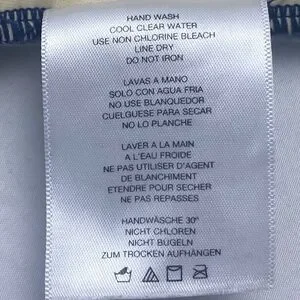 HAND WASH
COOL CLEAR WATER
USE NON CHLORINE BLEACH
LINE DRY
DO NOT IRON
LAVAS A MANO
SOLO CON AGUA FRIA
NO USE BLANQUEDOR
CUELGUESE PARA SECAR
NO LO PLANCHE
LAVER A LA MAIN
A L'EAU FROIDE
NE PAS UTILISER D'AGENT
DE BLANCHIMENT
ETENDRE POUR SECHER
NE PAS REPASSES
HANDWÄSCHE 30°
NICHT CHLOREN
NICHT BÜGELN
ZUM TROCKEN AUFHÄNGEN